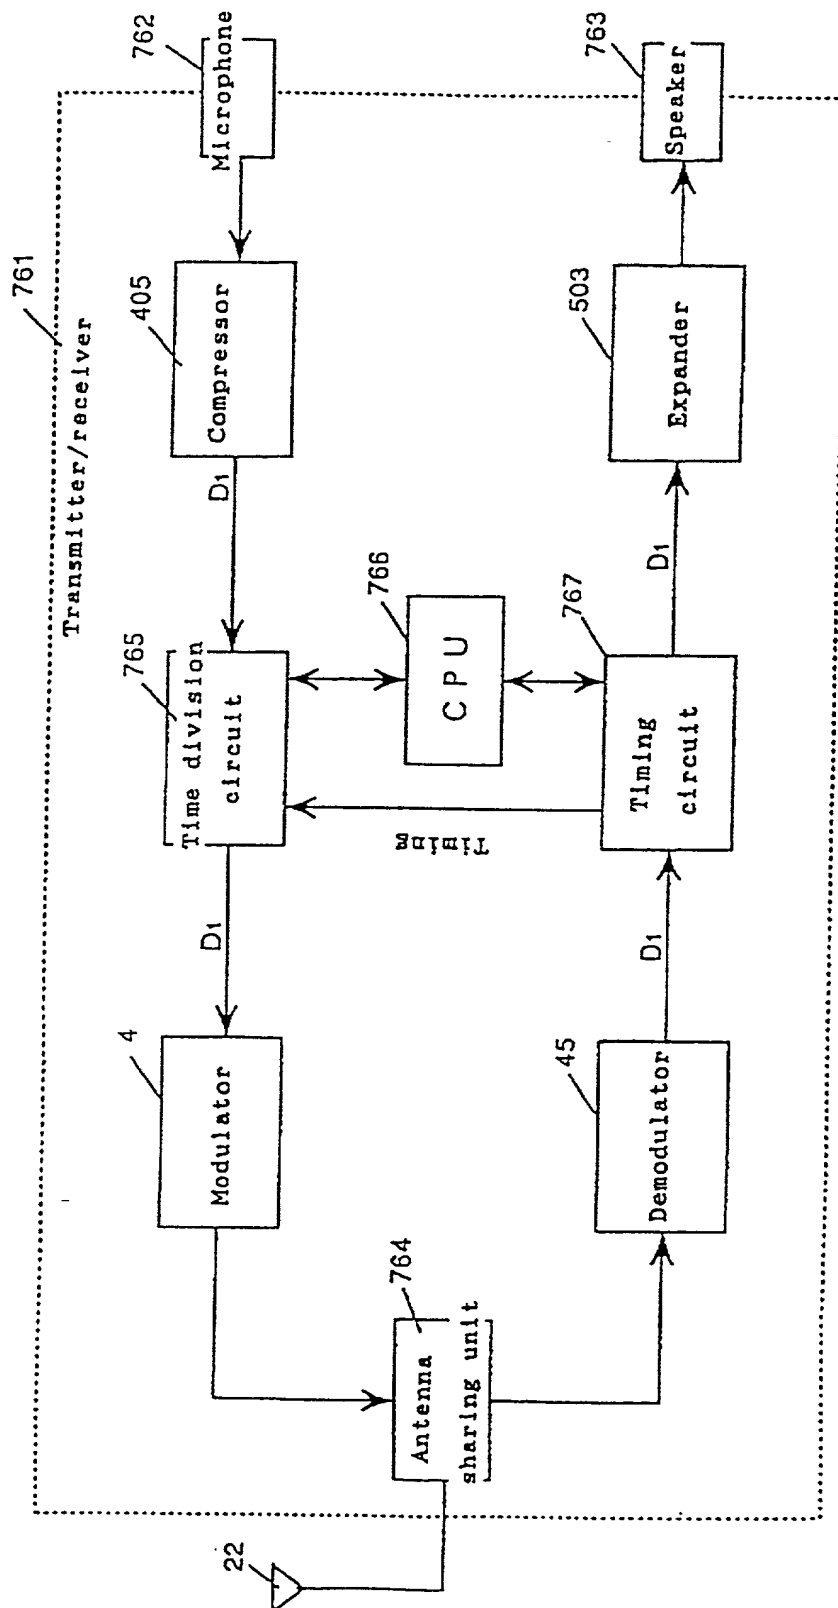 761
Transmitter/receiver
22
Antenna
sharing unit
764
Modulator
4
D1
Time division
circuit
765
D1
Compressor
405
Microphone
762
Timing
CPU
766
Demodulator
45
D1
Timing
circuit
767
D1
Expander
503
Speaker
763